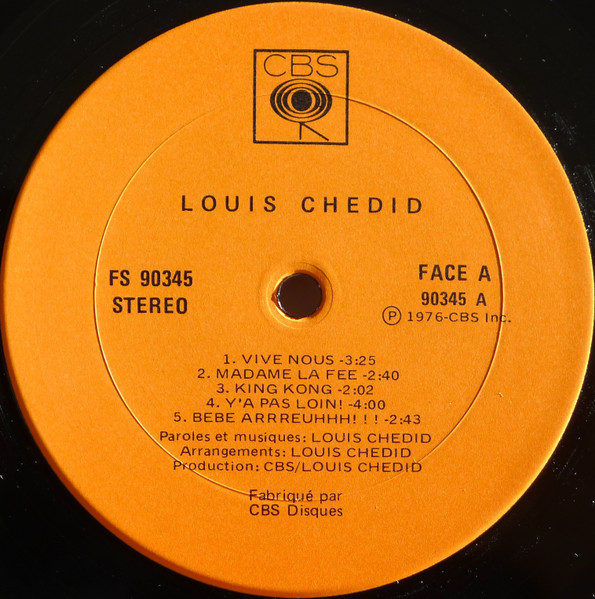 CBS
LOUIS CHEDID
FS 90345
STEREO
FACE A
90345 A
Ⓟ 1976-CBS Inc.
1. VIVE NOUS -3:25
2. MADAME LA FEE -2:40
3. KING KONG -2:02
4. Y'A PAS LOIN! -4:00
5. BEBE ARRREUHHH! ! ! -2:43
Paroles et musiques: LOUIS CHEDID
Arrangements: LOUIS CHEDID
Production: CBS/LOUIS CHEDID
Fabriqué par
CBS Disques